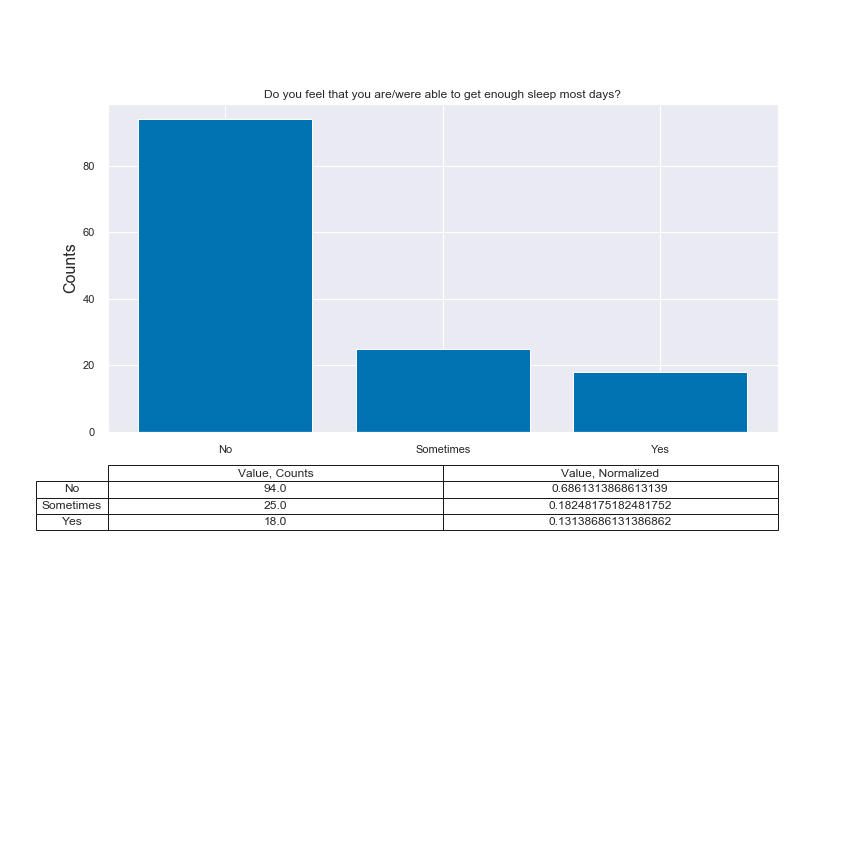 Do you feel that you are/were able to get enough sleep most days?
80
60
40
20
0
Counts
No Sometimes Yes
Value, Counts Value, Normalized
No 94.0 0.6861313868613139
Sometimes 25.0 0.18248175182481752
Yes 18.0 0.13138686131386862